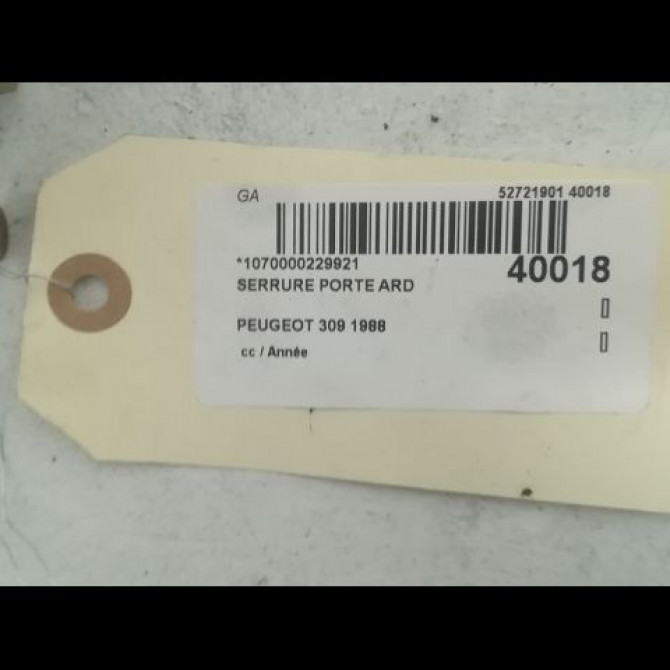 GA 52721901 40018
*1070000229921 40018
SERRURE PORTE ARD
PEUGEOT 309 1988
cc / Année